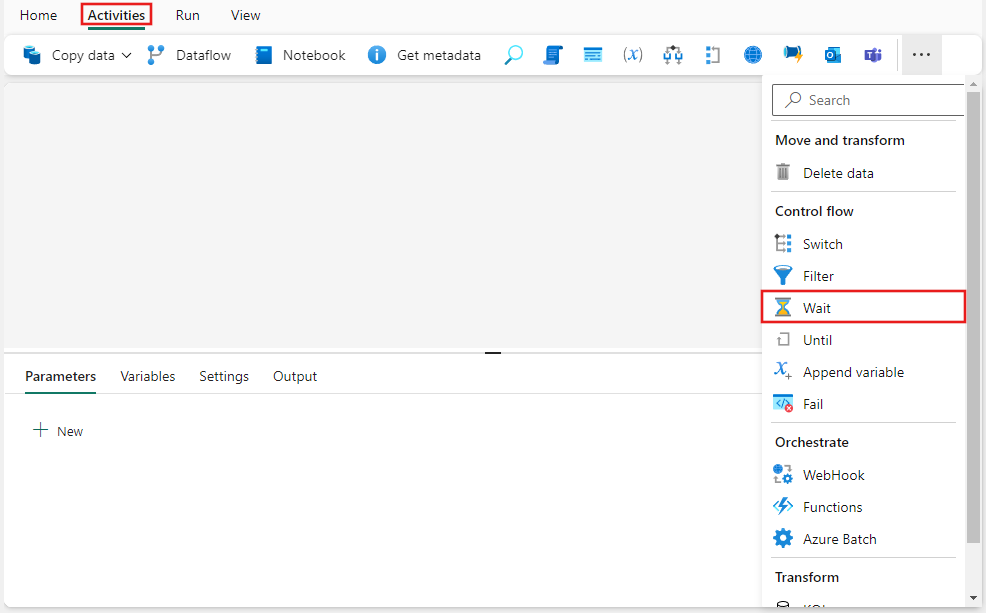 Home Activities Run View
Copy data Dataflow Notebook Get metadata (x) ...
Search
Move and transform
Delete data
Control flow
Switch
Filter
Wait
Until
Append variable
Fail
Orchestrate
WebHook
Functions
Azure Batch
Transform
Parameters Variables Settings Output
New